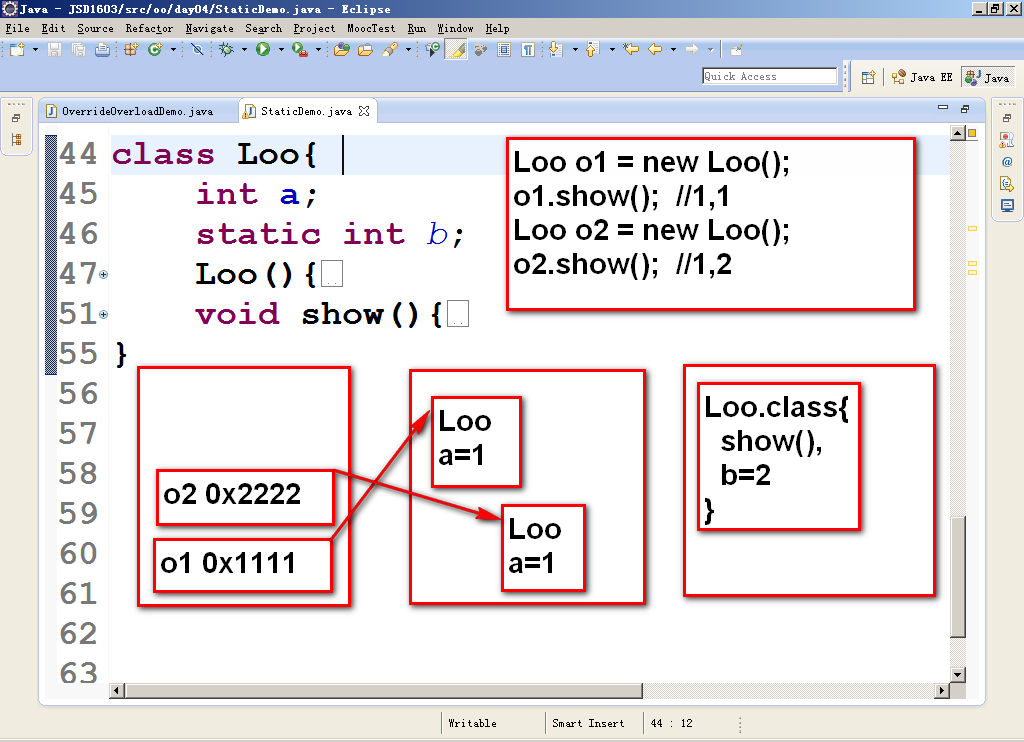 Java - JSD1603/src/oo/day04/StaticDemo.java - Eclipse
File Edit Source Refactor Navigate Search Project MoocTest Run Window Help
Quick Access
Java EE
Java
OverrideOverloadDemo.java
StaticDemo.java
44 class Loo{
45 int a;
46 static int b;
47 Loo(){
51 void show(){
55 }
56
57
58
59
60
61
62
63
Loo o1 = new Loo();
o1.show(); //1,1
Loo o2 = new Loo();
o2.show(); //1,2
o2 0x2222
o1 0x1111
Loo
a=1
Loo
a=1
Loo.class{
show(),
b=2
}
Writable
Smart Insert
44 : 12